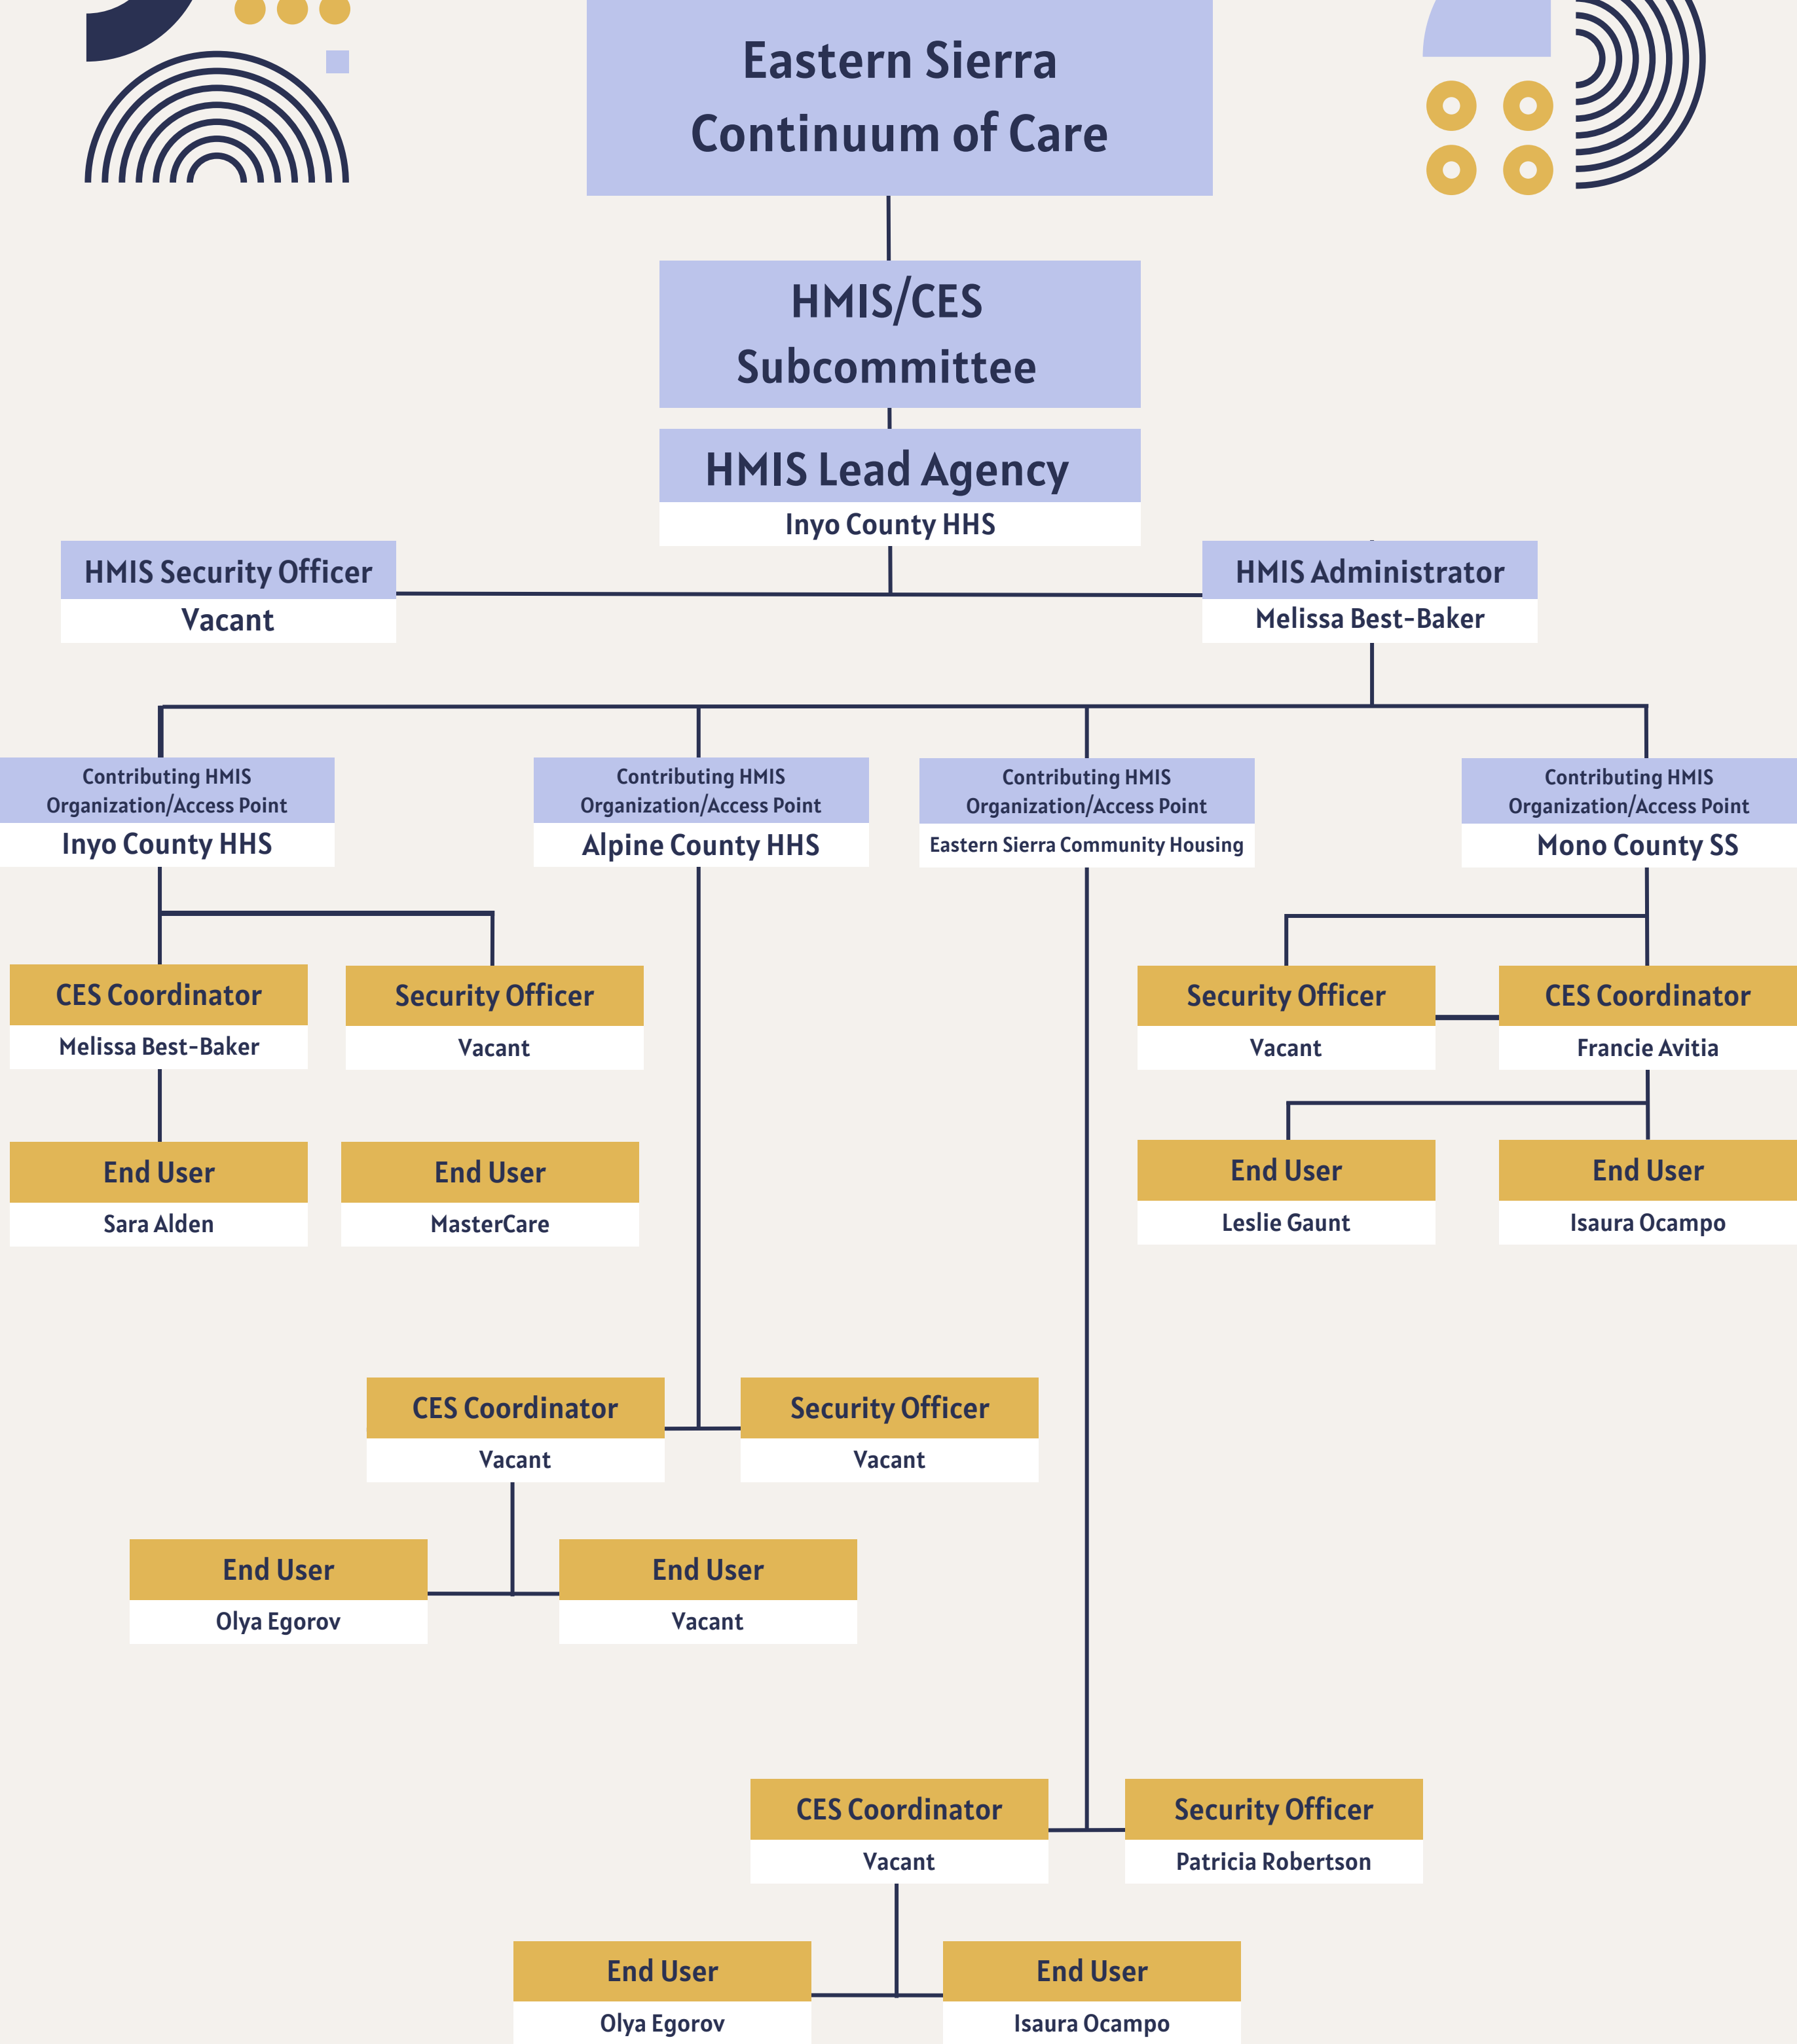 Eastern Sierra
Continuum of Care
HMIS/CES
Subcommittee
HMIS Lead Agency
Inyo County HHS
HMIS Security Officer
Vacant
HMIS Administrator
Melissa Best-Baker
Contributing HMIS
Organization/Access Point
Inyo County HHS
Contributing HMIS
Organization/Access Point
Alpine County HHS
Contributing HMIS
Organization/Access Point
Eastern Sierra Community Housing
Contributing HMIS
Organization/Access Point
Mono County SS
CES Coordinator
Melissa Best-Baker
Security Officer
Vacant
Security Officer
Vacant
CES Coordinator
Francie Avitia
End User
Sara Alden
End User
MasterCare
End User
Leslie Gaunt
End User
Isaura Ocampo
CES Coordinator
Vacant
Security Officer
Vacant
End User
Olya Egorov
End User
Vacant
CES Coordinator
Vacant
Security Officer
Patricia Robertson
End User
Olya Egorov
End User
Isaura Ocampo